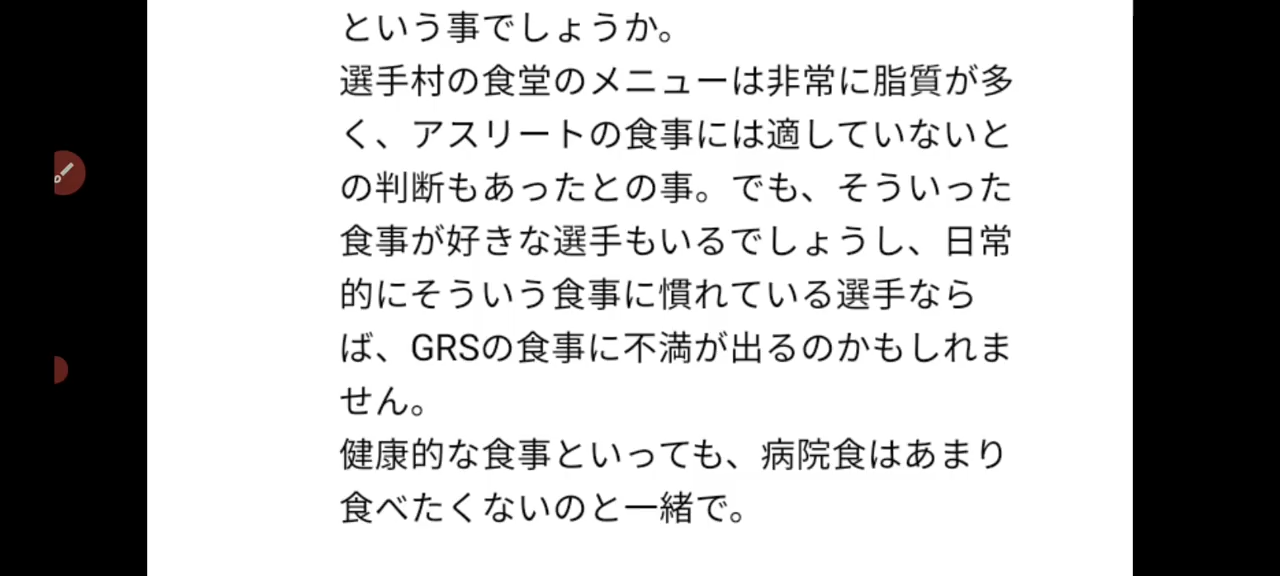 という事でしょうか。
選手村の食堂のメニューは非常に脂質が多
く、アスリートの食事には適していないと
の判断もあったとの事。でも、そういった
食事が好きな選手もいるでしょうし、日常
的にそういう食事に慣れている選手なら
ば、GRSの食事に不満が出るのかもしれま
せん。
健康的な食事といっても、病院食はあまり
食べたくないのと一緒で。